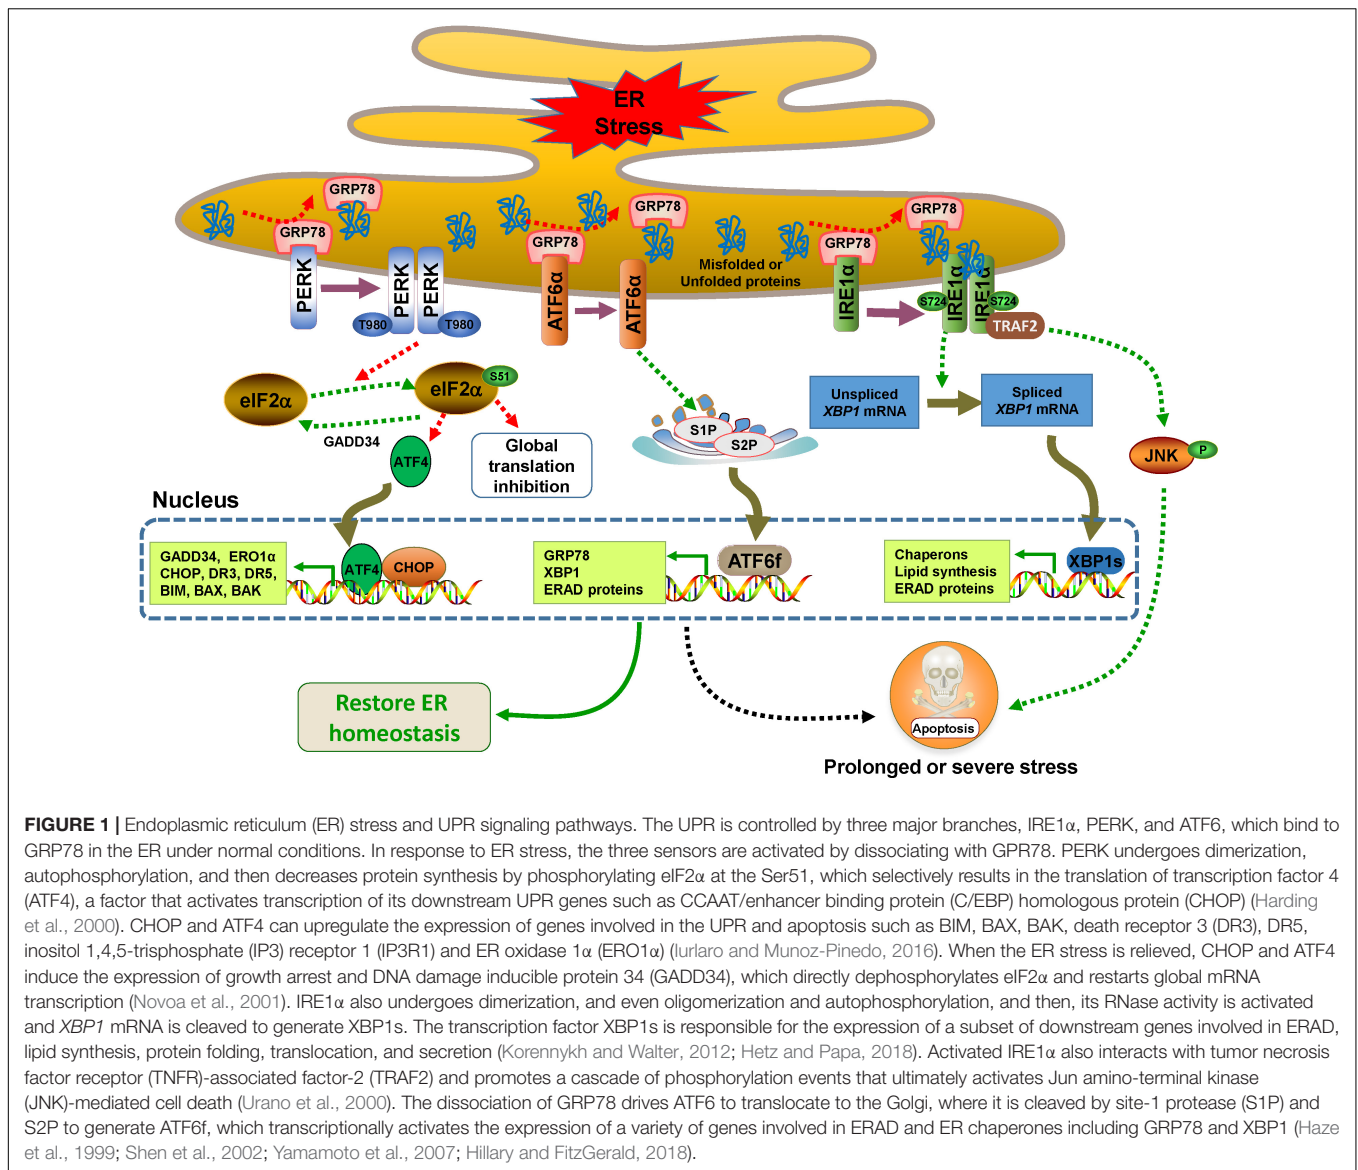 ER
Stress
GRP78
GRP78
GRP78
GRP78
GRP78
GRP78
Misfolded or
Unfolded proteins
PERK
PERK
PERK
T980
T980
ATF6α
ATF6α
IRE1α
IRE1α
IRE1α
S724
S724
TRAF2
eIF2α
eIF2α
S51
GADD34
ATF4
Global
translation
inhibition
S1P
S2P
Unspliced
XBP1 mRNA
Spliced
XBP1 mRNA
JNK
P
Nucleus
GADD34, ERO1α
CHOP, DR3, DR5,
BIM, BAX, BAK
ATF4
CHOP
GRP78
XBP1
ERAD proteins
ATF6f
Chaperons
Lipid synthesis
ERAD proteins
XBP1s
Restore ER
homeostasis
Apoptosis
Prolonged or severe stress
FIGURE 1 | Endoplasmic reticulum (ER) stress and UPR signaling pathways. The UPR is controlled by three major branches, IRE1α, PERK, and ATF6, which bind to
GRP78 in the ER under normal conditions. In response to ER stress, the three sensors are activated by dissociating with GPR78. PERK undergoes dimerization,
autophosphorylation, and then decreases protein synthesis by phosphorylating eIF2α at the Ser51, which selectively results in the translation of transcription factor 4
(ATF4), a factor that activates transcription of its downstream UPR genes such as CCAAT/enhancer binding protein (C/EBP) homologous protein (CHOP) (Harding
et al., 2000). CHOP and ATF4 can upregulate the expression of genes involved in the UPR and apoptosis such as BIM, BAX, BAK, death receptor 3 (DR3), DR5,
inositol 1,4,5-trisphosphate (IP3) receptor 1 (IP3R1) and ER oxidase 1α (ERO1α) (Iurlaro and Munoz-Pinedo, 2016). When the ER stress is relieved, CHOP and ATF4
induce the expression of growth arrest and DNA damage inducible protein 34 (GADD34), which directly dephosphorylates eIF2α and restarts global mRNA
transcription (Novoa et al., 2001). IRE1α also undergoes dimerization, and even oligomerization and autophosphorylation, and then, its RNase activity is activated
and XBP1 mRNA is cleaved to generate XBP1s. The transcription factor XBP1s is responsible for the expression of a subset of downstream genes involved in ERAD,
lipid synthesis, protein folding, translocation, and secretion (Korennykh and Walter, 2012; Hetz and Papa, 2018). Activated IRE1α also interacts with tumor necrosis
factor receptor (TNFR)-associated factor-2 (TRAF2) and promotes a cascade of phosphorylation events that ultimately activates Jun amino-terminal kinase
(JNK)-mediated cell death (Urano et al., 2000). The dissociation of GRP78 drives ATF6 to translocate to the Golgi, where it is cleaved by site-1 protease (S1P) and
S2P to generate ATF6f, which transcriptionally activates the expression of a variety of genes involved in ERAD and ER chaperones including GRP78 and XBP1 (Haze
et al., 1999; Shen et al., 2002; Yamamoto et al., 2007; Hillary and FitzGerald, 2018).